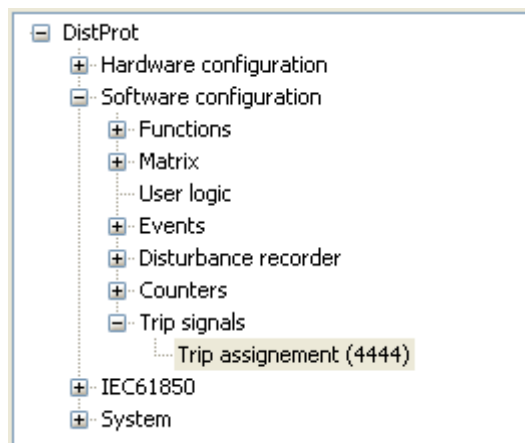 DistProt
Hardware configuration
Software configuration
Functions
Matrix
User logic
Events
Disturbance recorder
Counters
Trip signals
Trip assignement (4444)
IEC61850
System